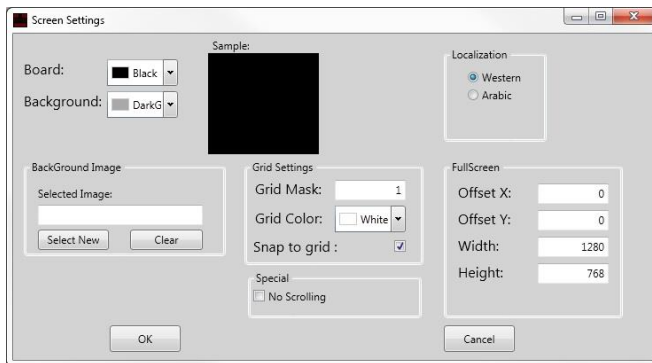 Screen Settings
Sample:
Board:
Black
Background:
DarkG
Localization
Western
Arabic
BackGround Image
Selected Image:
Select New
Clear
Grid Settings
Grid Mask:
1
Grid Color:
White
Snap to grid :
Special
No Scrolling
FullScreen
Offset X:
0
Offset Y:
0
Width:
1280
Height:
768
OK
Cancel